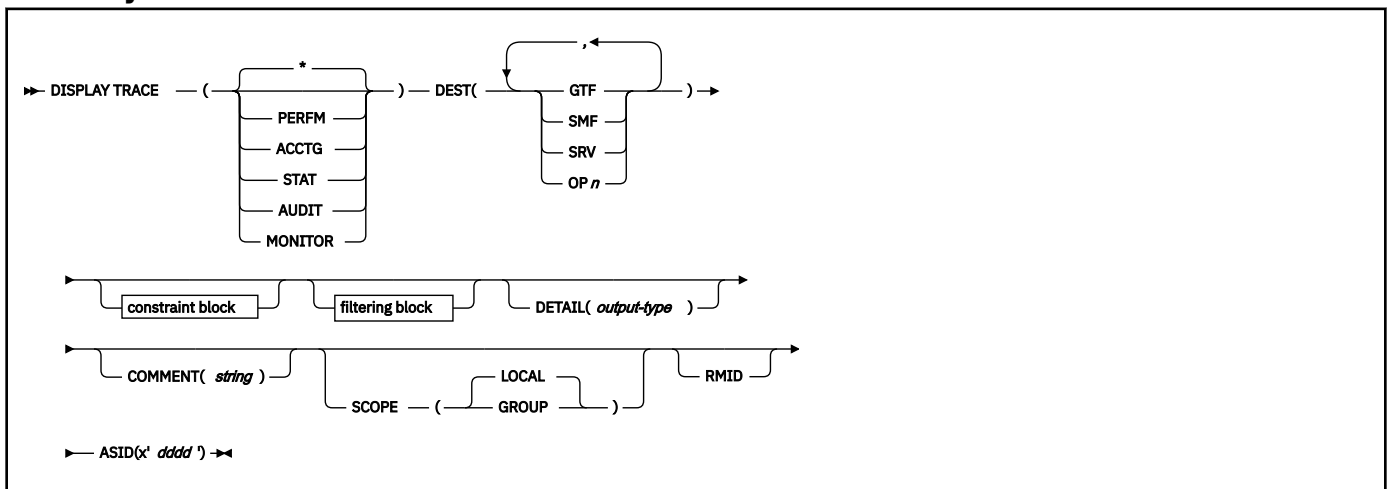 *
,
DISPLAY TRACE ( ) DEST( GTF )
PERFM
ACCTG
STAT
AUDIT
MONITOR
SMF
SRV
OP n
constraint block
filtering block
DETAIL( output-type )
COMMENT( string )
SCOPE ( LOCAL
GROUP )
RMID
ASID(x' dddd ')